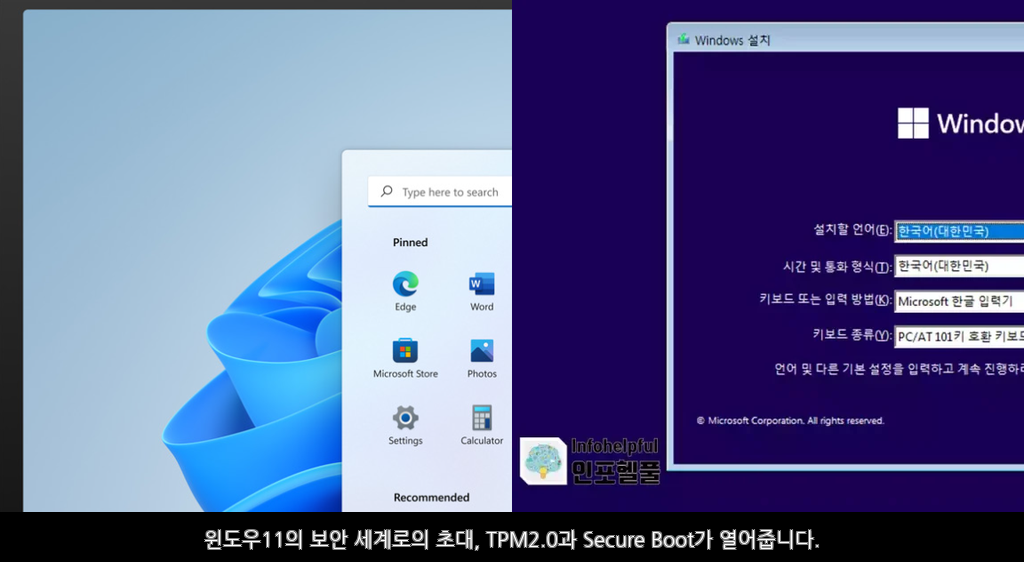 Type here to search
Pinned
Edge
Word
Microsoft Store
Photos
Settings
Calculator
Recommended
Windows 설치
Window
설치할 언어(E): 한국어(대한민국)
시간 및 통화 형식(T): 한국어(대한민국)
키보드 또는 입력 방법(K): Microsoft 한글 입력기
키보드 종류(Y): PC/AT 101키 호환 키보드
언어 및 다른 기본 설정을 입력하고 계속 진행하려
© Microsoft Corporation. All rights reserved.
Infohelpful
인포헬풀
윈도우11의 보안 세계로의 초대, TPM2.0과 Secure Boot가 열어줍니다.